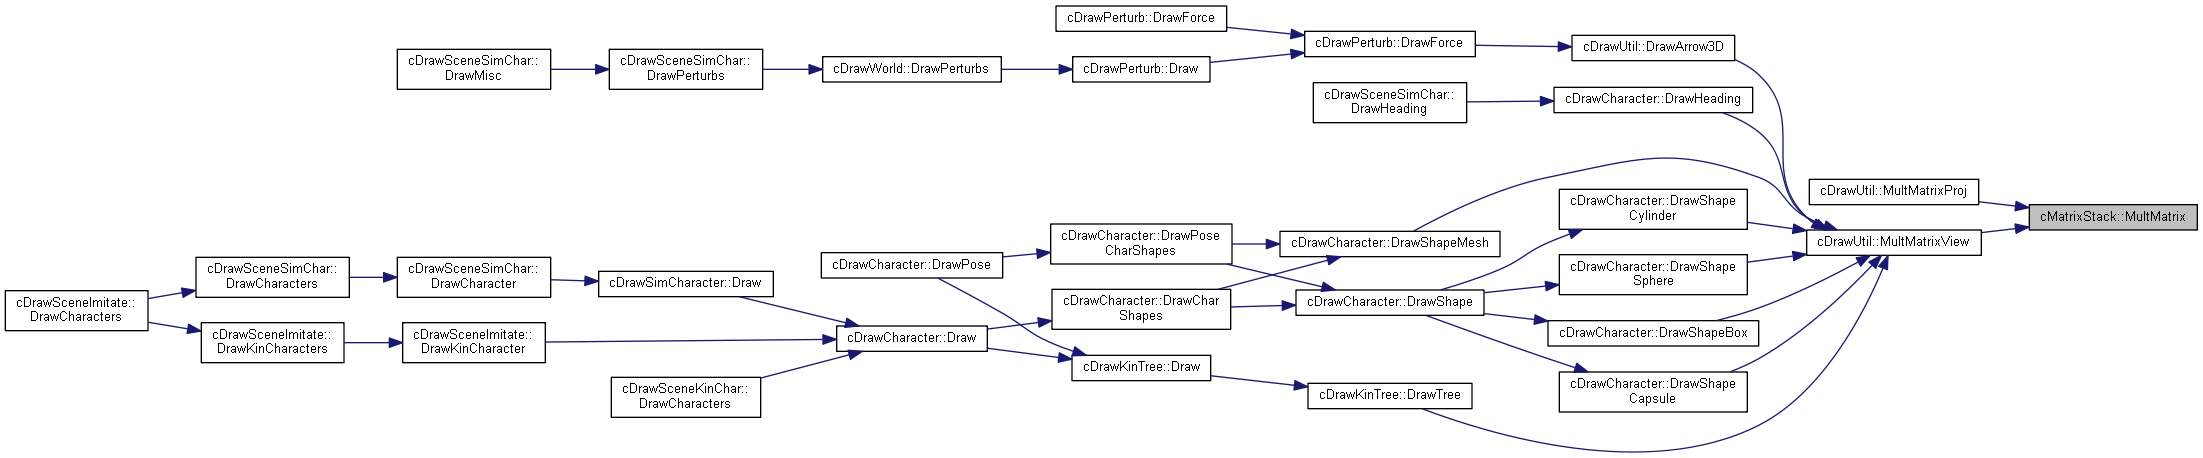 cDrawPerturb::DrawForce
cDrawPerturb::DrawForce
cDrawUtil::DrawArrow3D
cDrawSceneSimChar::
DrawMisc
cDrawSceneSimChar::
DrawPerturbs
cDrawWorld::DrawPerturbs
cDrawPerturb::Draw
cDrawSceneSimChar::
DrawHeading
cDrawCharacter::DrawHeading
cDrawUtil::MultMatrixProj
cMatrixStack::MultMatrix
cDrawCharacter::DrawShape
Cylinder
cDrawUtil::MultMatrixView
cDrawCharacter::DrawPose
CharShapes
cDrawCharacter::DrawShapeMesh
cDrawCharacter::DrawPose
cDrawCharacter::DrawShape
Sphere
cDrawSceneSimChar::
DrawCharacters
cDrawSceneSimChar::
DrawCharacter
cDrawSimCharacter::Draw
cDrawCharacter::DrawChar
Shapes
cDrawCharacter::DrawShape
cDrawSceneImitate::
DrawCharacters
cDrawSceneImitate::
DrawKinCharacters
cDrawSceneImitate::
DrawKinCharacter
cDrawCharacter::Draw
cDrawCharacter::DrawShapeBox
cDrawKinTree::Draw
cDrawSceneKinChar::
DrawCharacters
cDrawKinTree::DrawTree
cDrawCharacter::DrawShape
Capsule